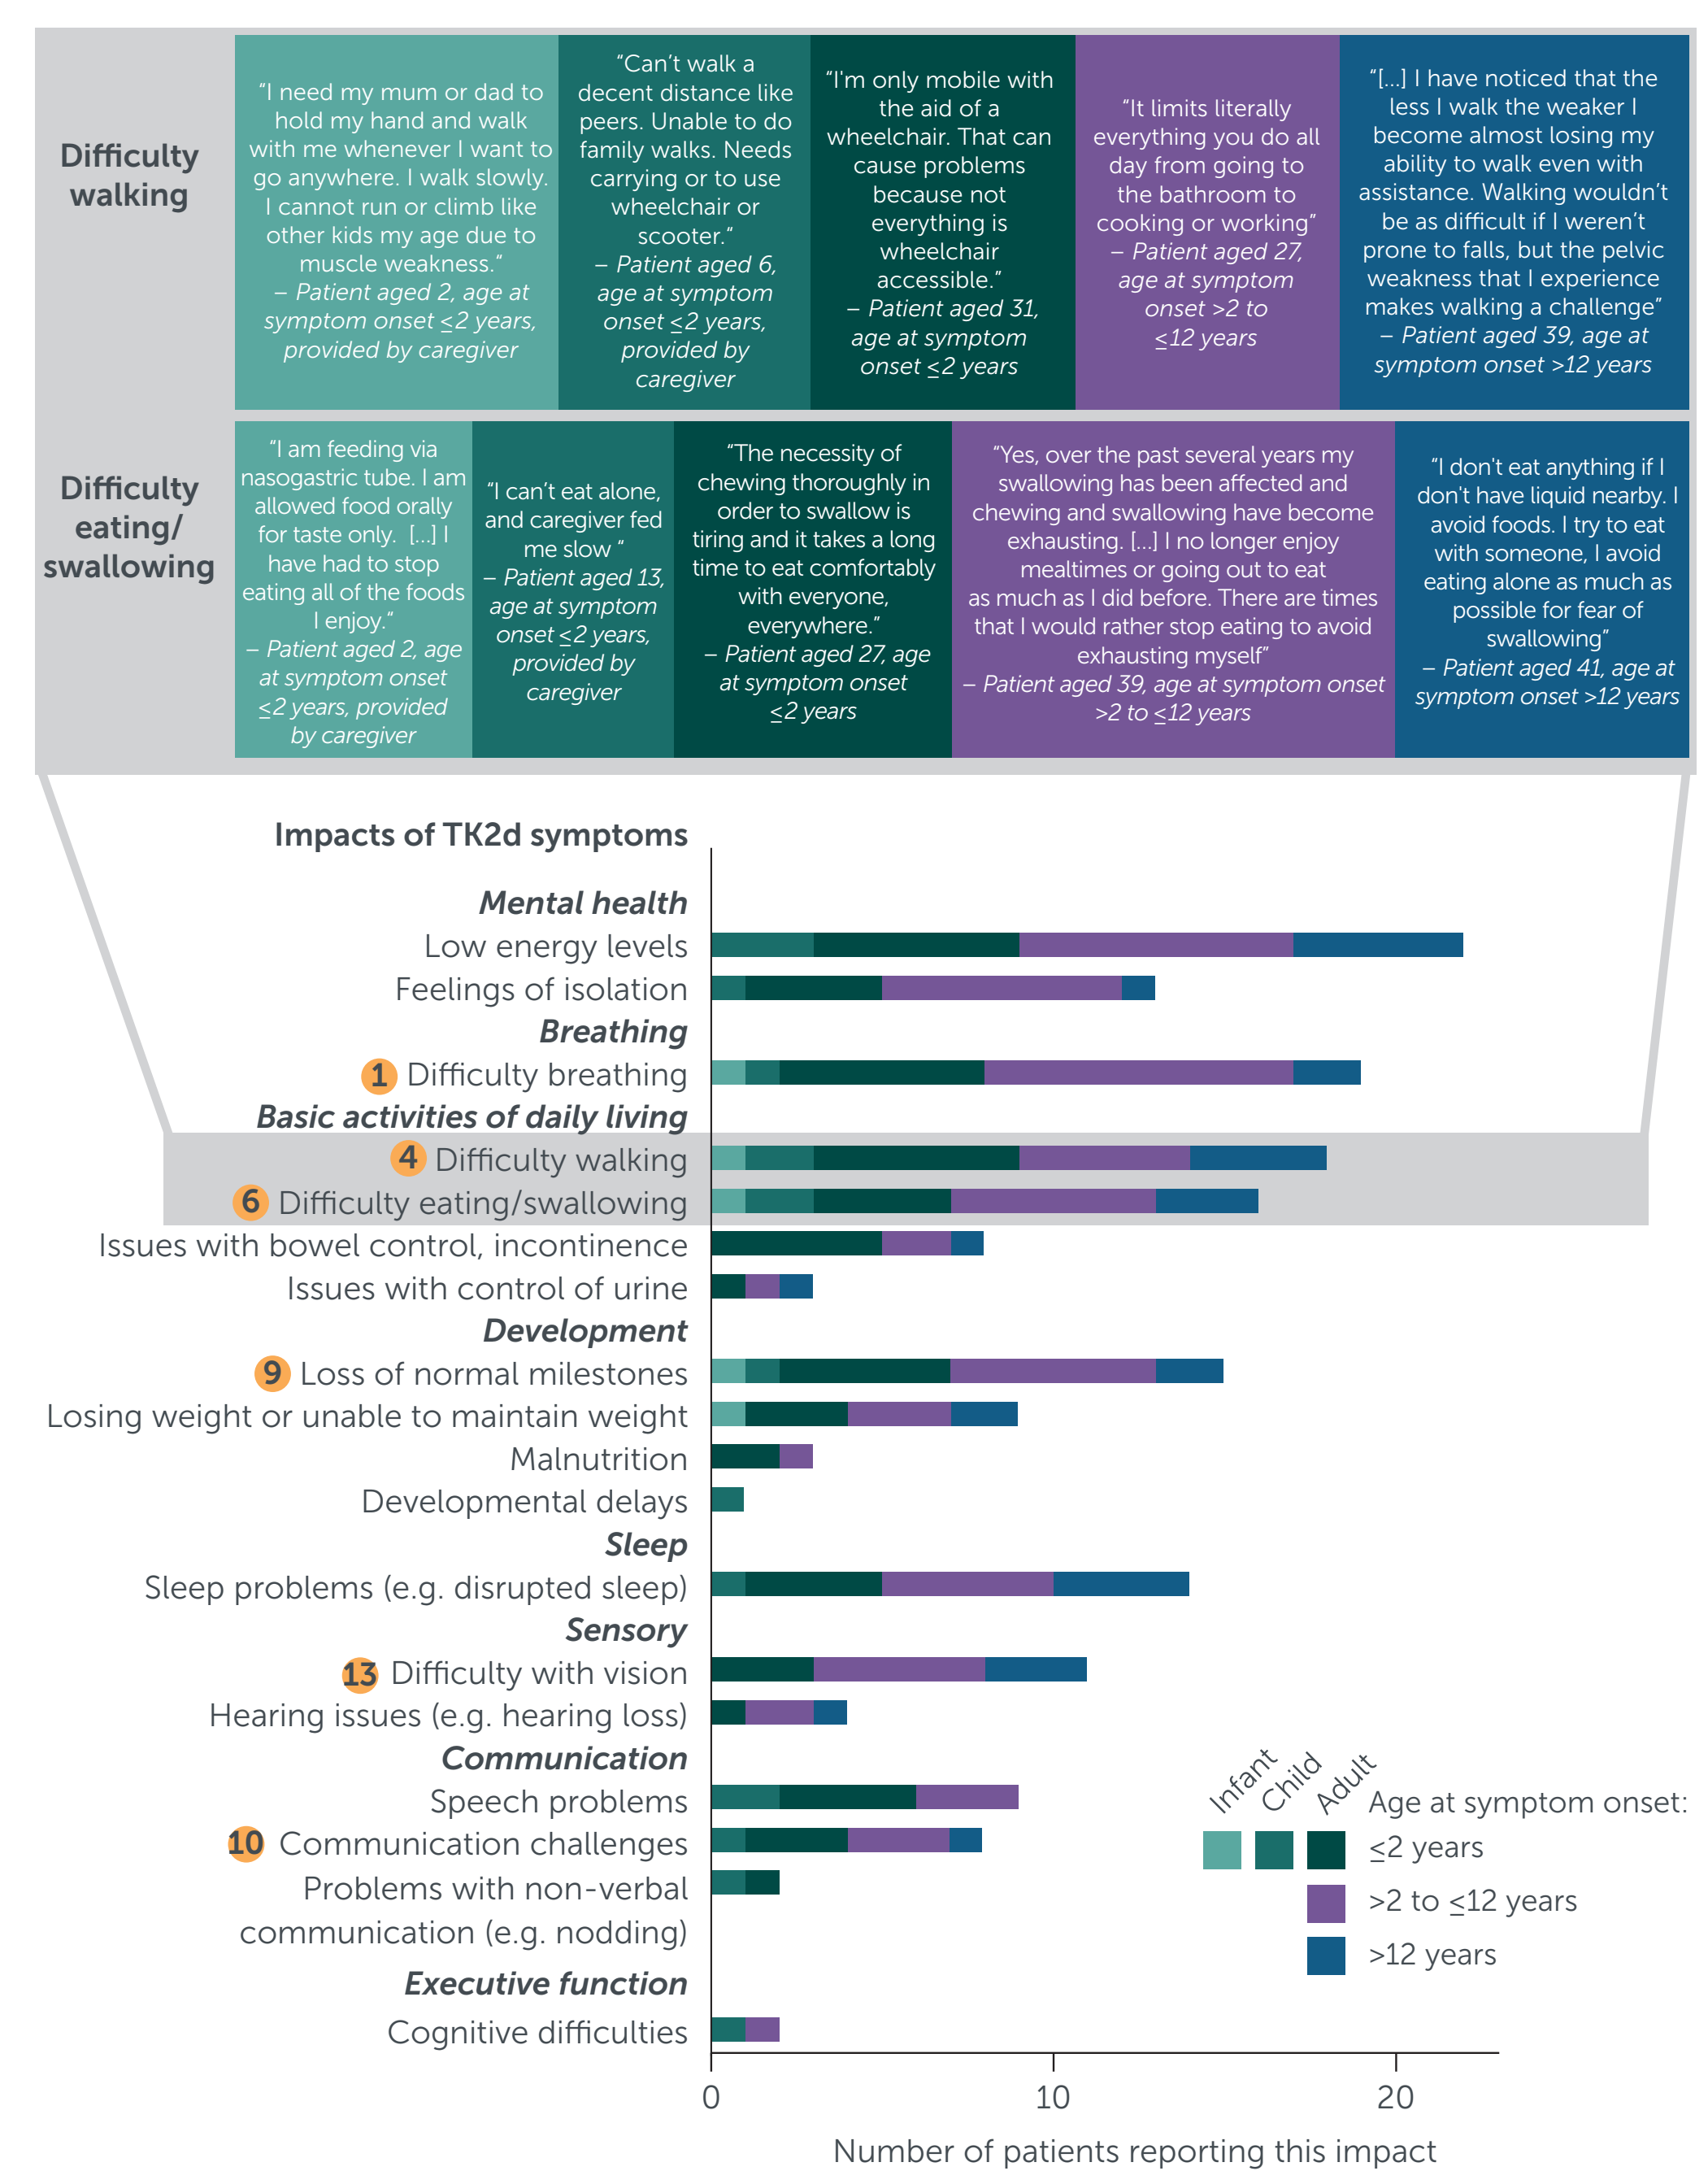 Difficulty
walking
“I need my mum or dad to
hold my hand and walk
with me whenever I want to
go anywhere. I walk slowly.
I cannot run or climb like
other kids my age due to
muscle weakness.“
– Patient aged 2, age at
symptom onset ≤2 years,
provided by caregiver
“Can’t walk a
decent distance like
peers. Unable to do
family walks. Needs
carrying or to use
wheelchair or
scooter.“
– Patient aged 6,
age at symptom
onset ≤2 years,
provided by
caregiver
“I'm only mobile with
the aid of a
wheelchair. That can
cause problems
because not
everything is
wheelchair
accessible.”
– Patient aged 31,
age at symptom
onset ≤2 years
“It limits literally
everything you do all
day from going to
the bathroom to
cooking or working”
– Patient aged 27,
age at symptom
onset >2 to
≤12 years
“[...] I have noticed that the
less I walk the weaker I
become almost losing my
ability to walk even with
assistance. Walking wouldn’t
be as difficult if I weren’t
prone to falls, but the pelvic
weakness that I experience
makes walking a challenge”
– Patient aged 39, age at
symptom onset >12 years
Difficulty
eating/
swallowing
“I am feeding via
nasogastric tube. I am
allowed food orally
for taste only. [...] I
have had to stop
eating all of the foods
I enjoy.“
– Patient aged 2, age
at symptom onset
≤2 years, provided
by caregiver
“I can’t eat alone,
and caregiver fed
me slow “
– Patient aged 13,
age at symptom
onset ≤2 years,
provided by
caregiver
“The necessity of
chewing thoroughly in
order to swallow is
tiring and it takes a long
time to eat comfortably
with everyone,
everywhere.”
– Patient aged 27, age
at symptom onset
≤2 years
“Yes, over the past several years my
swallowing has been affected and
chewing and swallowing have become
exhausting. [...] I no longer enjoy
mealtimes or going out to eat
as much as I did before. There are times
that I would rather stop eating to avoid
exhausting myself”
– Patient aged 39, age at symptom onset
>2 to ≤12 years
“I don't eat anything if I
don't have liquid nearby. I
avoid foods. I try to eat
with someone, I avoid
eating alone as much as
possible for fear of
swallowing”
– Patient aged 41, age at
symptom onset >12 years
Impacts of TK2d symptoms
Mental health
Low energy levels
Feelings of isolation
Breathing
1 Difficulty breathing
Basic activities of daily living
4 Difficulty walking
6 Difficulty eating/swallowing
Issues with bowel control, incontinence
Issues with control of urine
Development
9 Loss of normal milestones
Losing weight or unable to maintain weight
Malnutrition
Developmental delays
Sleep
Sleep problems (e.g. disrupted sleep)
Sensory
13 Difficulty with vision
Hearing issues (e.g. hearing loss)
Communication
Speech problems
10 Communication challenges
Problems with non-verbal
communication (e.g. nodding)
Executive function
Cognitive difficulties
Infant
Child
Adult
Age at symptom onset:
≤2 years
>2 to ≤12 years
>12 years
0 10 20
Number of patients reporting this impact